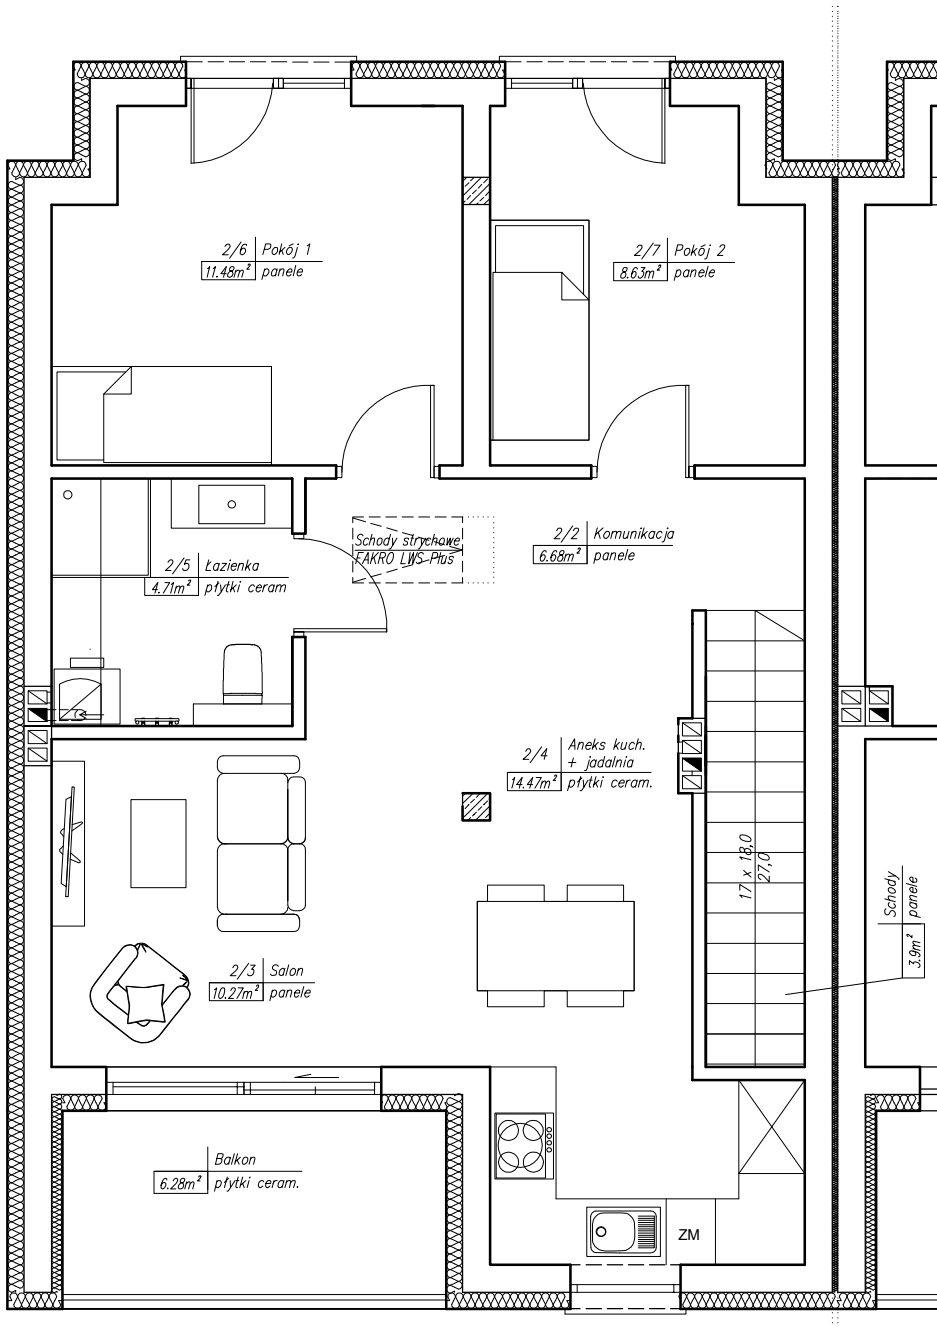 2/6 Pokój 1
11.48m² panele
2/7 Pokój 2
8.63m² panele
Schody strychowe
FAKRO LWS Plus
2/2 Komunikacja
6.68m² panele
2/5 Łazienka
4.71m² płytki ceram
2/4 Aneks kuch.
+ jadalnia
14.47m² płytki ceram.
17 x 18,0
27,0
Schody
3.9m² panele
2/3 Salon
10.27m² panele
Balkon
6.28m² płytki ceram.
ZM